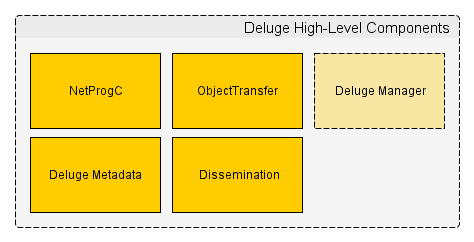 Deluge High-Level Components
NetProgC
ObjectTransfer
Deluge Manager
Deluge Metadata
Dissemination